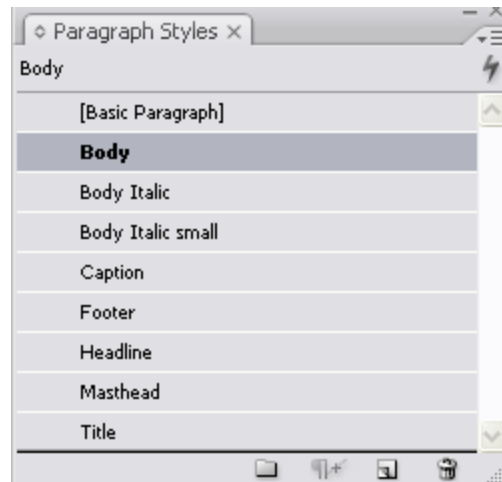 Paragraph Styles
Body
[Basic Paragraph]
Body
Body Italic
Body Italic small
Caption
Footer
Headline
Masthead
Title